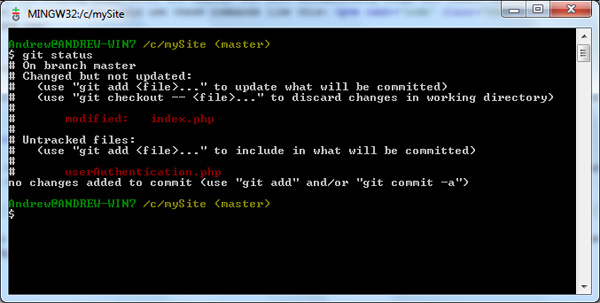 MINGW32:/c/mySite
Andrew@ANDREW-WIN7 /c/mySite (master)
$ git status
# On branch master
# Changed but not updated:
#   (use "git add <file>..." to update what will be committed)
#   (use "git checkout -- <file>..." to discard changes in working directory)
#
#       modified:   index.php
#
# Untracked files:
#   (use "git add <file>..." to include in what will be committed)
#
#       userAuthentication.php
no changes added to commit (use "git add" and/or "git commit -a")
Andrew@ANDREW-WIN7 /c/mySite (master)
$